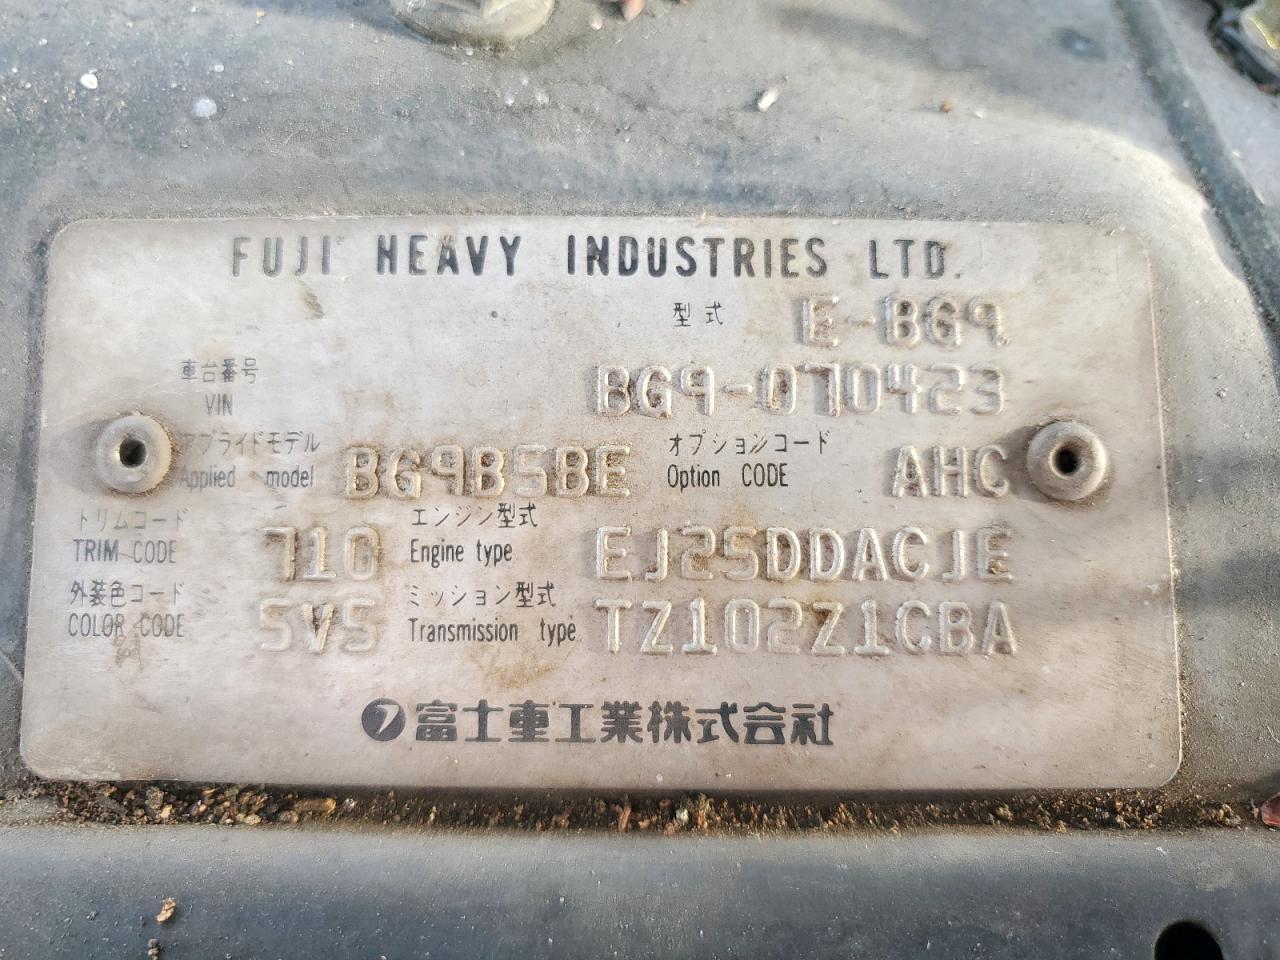 FUJI HEAVY INDUSTRIES LTD.
型式 E-BG9
車台番号
VIN BG9-070423
アプライドモデル オプションコード
Applied model BG9B5BE Option CODE AHC
トリムコード エンジン型式
TRIM CODE 710 Engine type EJ25DDACJE
外装色コード ミッション型式
COLOR CODE 5V5 Transmission type TZ102Z1CBA
富士重工業株式会社